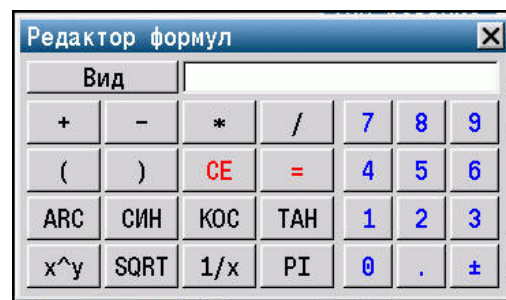 Редактор формул
Вид
+ - * / 7 8 9
( ) CE = 4 5 6
ARC СИН КОС ТАН 1 2 3
x^y SQRT 1/x PI 0 . ±